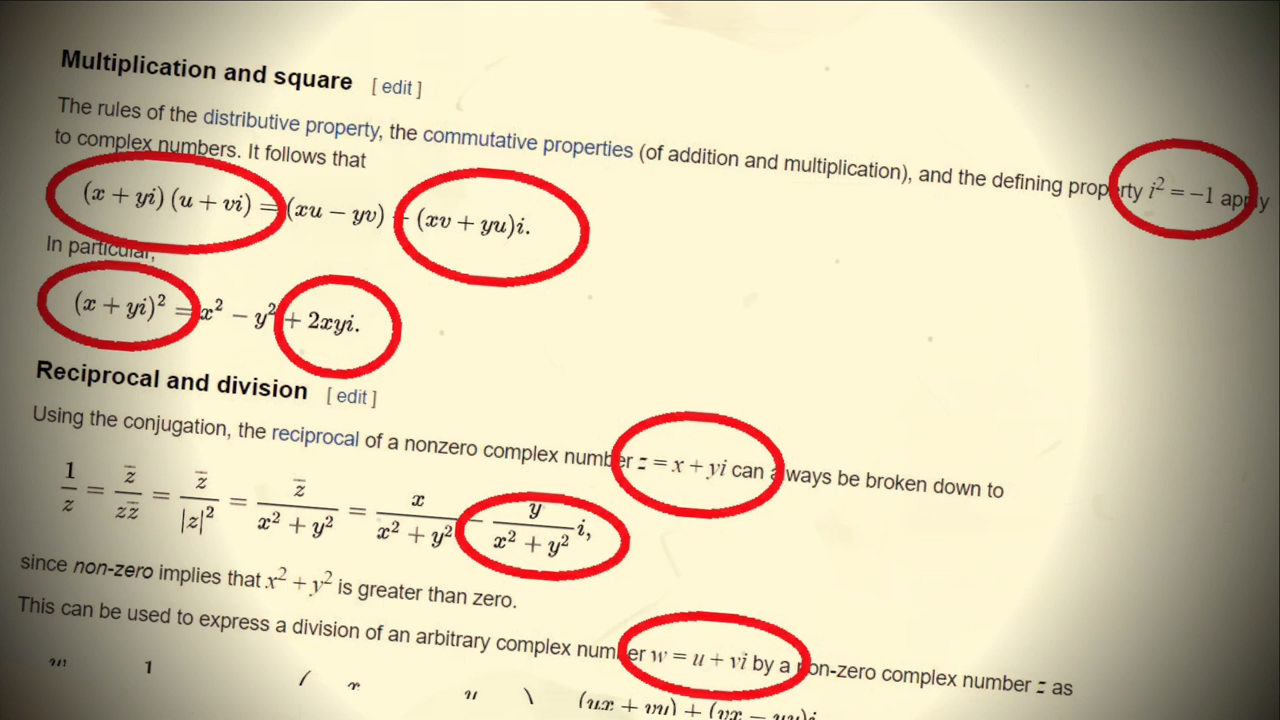 Multiplication and square [ edit ]
The rules of the distributive property, the commutative properties (of addition and multiplication), and the defining property i² = −1 apply
to complex numbers. It follows that
(x + yi) (u + vi) = (xu − yv) + (xv + yu)i.
In particular,
(x + yi)² = x² − y² + 2xyi.
Reciprocal and division [ edit ]
Using the conjugation, the reciprocal of a nonzero complex number z = x + yi can always be broken down to
1/z = z̄/zz̄ = z̄/|z|² = z̄/x² + y² = x/x² + y² − y/x² + y² i,
since non-zero implies that x² + y² is greater than zero.
This can be used to express a division of an arbitrary complex number w = u + vi by a non-zero complex number z as